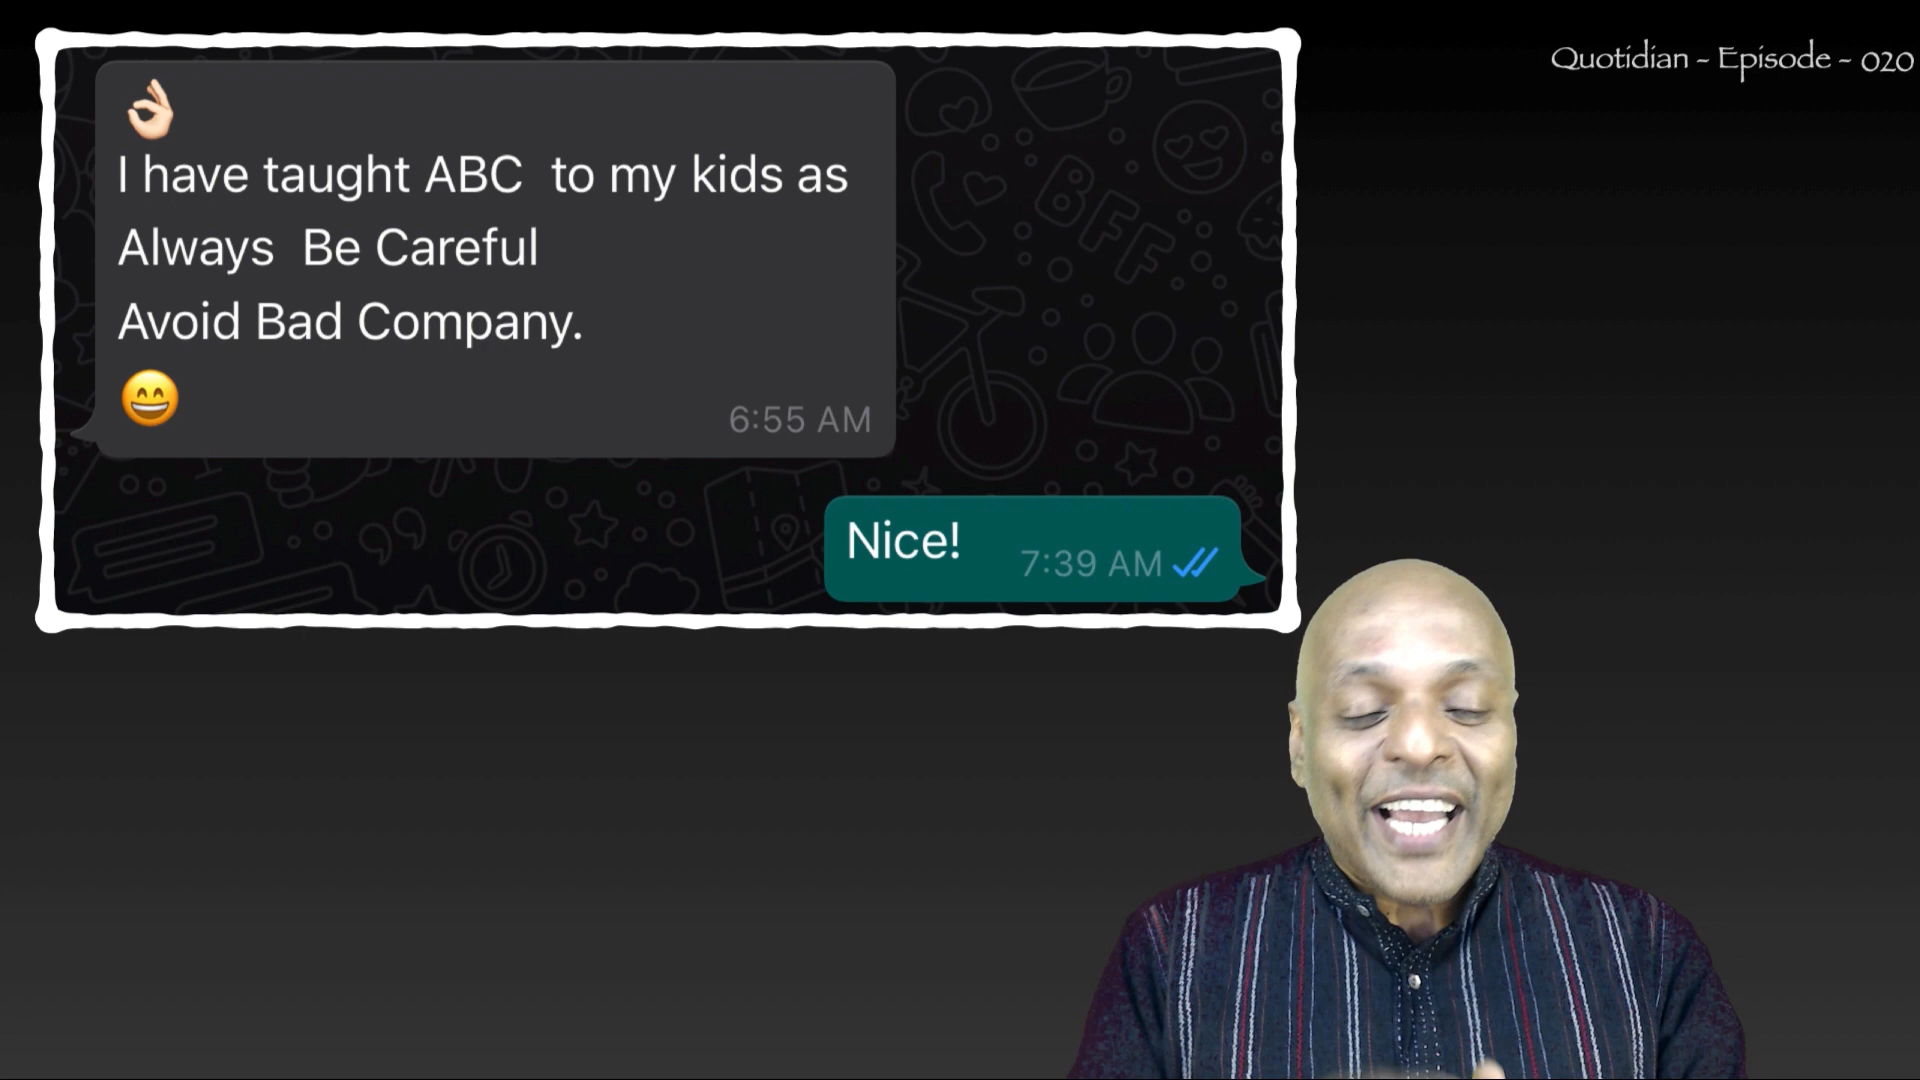 Quotidian - Episode - 020
👌🏻
I have taught ABC  to my kids as
Always  Be Careful
Avoid Bad Company.
😄
6:55 AM
Nice!
7:39 AM